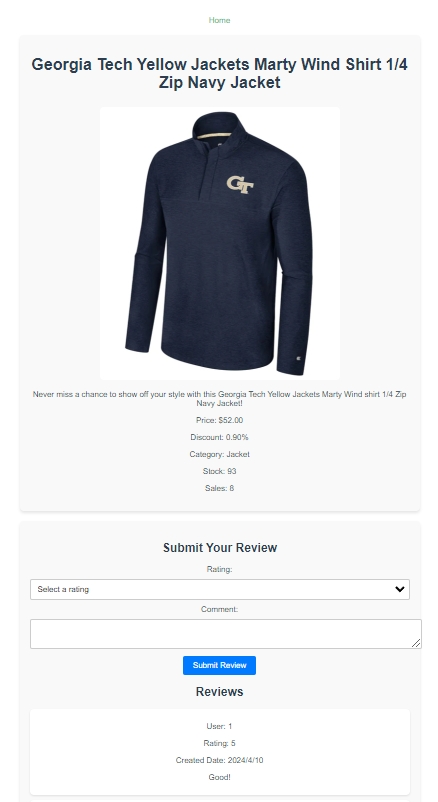 Home
Georgia Tech Yellow Jackets Marty Wind Shirt 1/4
Zip Navy Jacket
GT
Never miss a chance to show off your style with this Georgia Tech Yellow Jackets Marty Wind shirt 1/4 Zip
Navy Jacket!
Price: $52.00
Discount: 0.90%
Category: Jacket
Stock: 93
Sales: 8
Submit Your Review
Rating:
Select a rating
Comment:
Submit Review
Reviews
User: 1
Rating: 5
Created Date: 2024/4/10
Good!